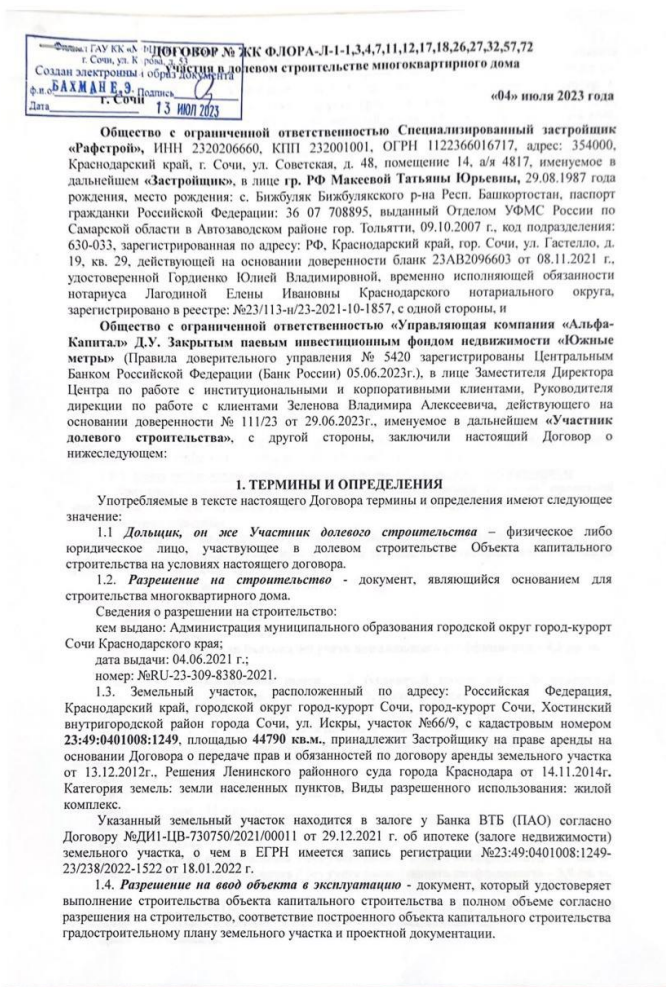 Филиал ГАУ КК «М
г. Сочи, ул. К рова, д. 53
Создан электронный образ документа
ф.и.о БАХМАН Е.Э. Подпись
Дата 13 ИЮЛ 2023
ДОГОВОР № ЖК ФЛОРА-Л-1-1,3,4,7,11,12,17,18,26,27,32,57,72
участия в долевом строительстве многоквартирного дома
г. Сочи «04» июля 2023 года
Общество с ограниченной ответственностью Специализированный застройщик
«Рафстрой», ИНН 2320206660, КПП 232001001, ОГРН 1122366016717, адрес: 354000,
Краснодарский край, г. Сочи, ул. Советская, д. 48, помещение 14, а/я 4817, именуемое в
дальнейшем «Застройщик», в лице гр. РФ Макеевой Татьяны Юрьевны, 29.08.1987 года
рождения, место рождения: с. Бижбуляк Бижбулякского р-на Респ. Башкортостан, паспорт
гражданки Российской Федерации: 36 07 708895, выданный Отделом УФМС России по
Самарской области в Автозаводском районе гор. Тольятти, 09.10.2007 г., код подразделения:
630-033, зарегистрированная по адресу: РФ, Краснодарский край, гор. Сочи, ул. Гастелло, д.
19, кв. 29, действующей на основании доверенности бланк 23АВ2096603 от 08.11.2021 г.,
удостоверенной Гордиенко Юлией Владимировной, временно исполняющей обязанности
нотариуса Лагодиной Елены Ивановны Краснодарского нотариального округа,
зарегистрировано в реестре: №23/113-н/23-2021-10-1857, с одной стороны, и
Общество с ограниченной ответственностью «Управляющая компания «Альфа-
Капитал» Д.У. Закрытым паевым инвестиционным фондом недвижимости «Южные
метры» (Правила доверительного управления № 5420 зарегистрированы Центральным
Банком Российской Федерации (Банк России) 05.06.2023г.), в лице Заместителя Директора
Центра по работе с институциональными и корпоративными клиентами, Руководителя
дирекции по работе с клиентами Зеленова Владимира Алексеевича, действующего на
основании доверенности № 111/23 от 29.06.2023г., именуемое в дальнейшем «Участник
долевого строительства», с другой стороны, заключили настоящий Договор о
нижеследующем:
1. ТЕРМИНЫ И ОПРЕДЕЛЕНИЯ
Употребляемые в тексте настоящего Договора термины и определения имеют следующее
значение:
1.1 Дольщик, он же Участник долевого строительства – физическое либо
юридическое лицо, участвующее в долевом строительстве Объекта капитального
строительства на условиях настоящего договора.
1.2. Разрешение на строительство - документ, являющийся основанием для
строительства многоквартирного дома.
Сведения о разрешении на строительство:
кем выдано: Администрация муниципального образования городской округ город-курорт
Сочи Краснодарского края;
дата выдачи: 04.06.2021 г.;
номер: №RU-23-309-8380-2021.
1.3. Земельный участок, расположенный по адресу: Российская Федерация,
Краснодарский край, городской округ город-курорт Сочи, город-курорт Сочи, Хостинский
внутригородской район города Сочи, ул. Искры, участок №66/9, с кадастровым номером
23:49:0401008:1249, площадью 44790 кв.м., принадлежит Застройщику на праве аренды на
основании Договора о передаче прав и обязанностей по договору аренды земельного участка
от 13.12.2012г., Решения Ленинского районного суда города Краснодара от 14.11.2014г.
Категория земель: земли населенных пунктов, Виды разрешенного использования: жилой
комплекс.
Указанный земельный участок находится в залоге у Банка ВТБ (ПАО) согласно
Договору №ДИ1-ЦВ-730750/2021/00011 от 29.12.2021 г. об ипотеке (залоге недвижимости)
земельного участка, о чем в ЕГРН имеется запись регистрации №23:49:0401008:1249-
23/238/2022-1522 от 18.01.2022 г.
1.4. Разрешение на ввод объекта в эксплуатацию - документ, который удостоверяет
выполнение строительства объекта капитального строительства в полном объеме согласно
разрешения на строительство, соответствие построенного объекта капитального строительства
градостроительному плану земельного участка и проектной документации.